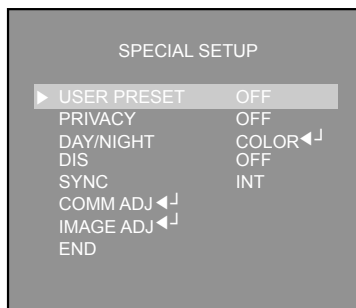 SPECIAL SETUP
USER PRESET OFF
PRIVACY OFF
DAY/NIGHT COLOR
DIS OFF
SYNC INT
COMM ADJ
IMAGE ADJ
END